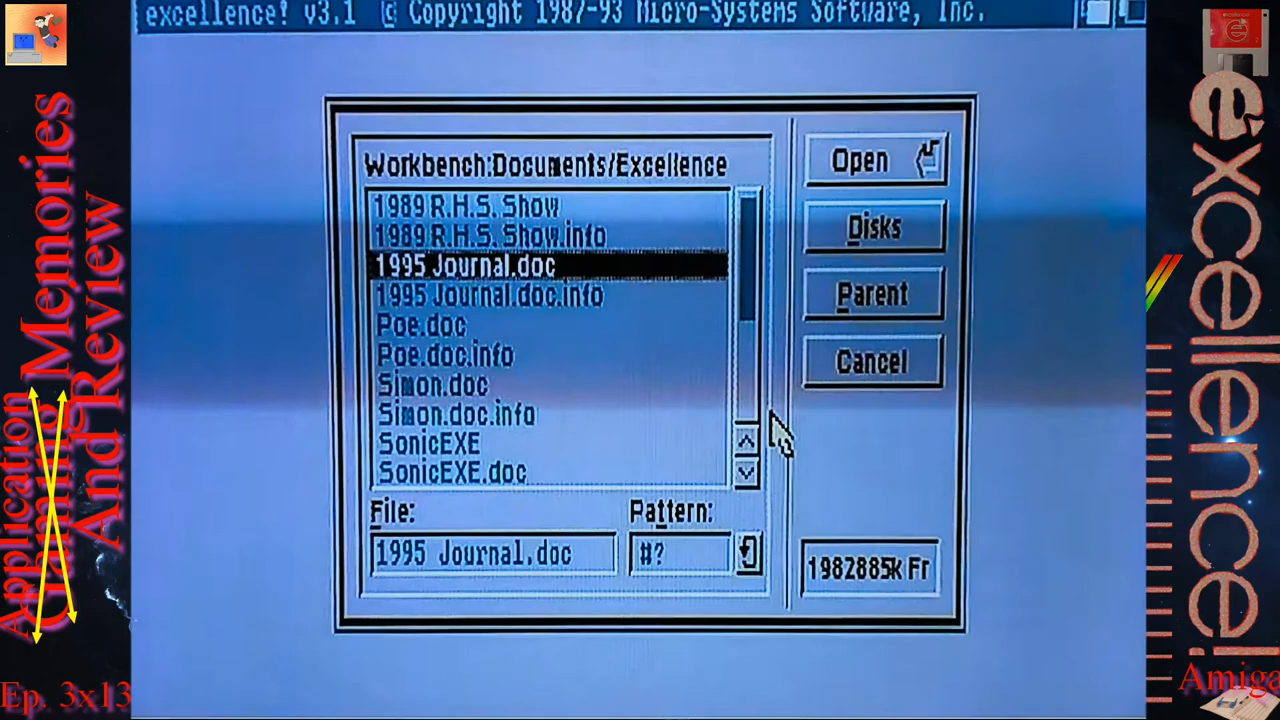 excellence! v3.1 © Copyright 1987-93 Micro-Systems Software, Inc.
Workbench:Documents/Excellence
1989 R.H.S. Show
1989 R.H.S. Show.info
1995 Journal.doc
1995 Journal.doc.info
Poe.doc
Poe.doc.info
Simon.doc
Simon.doc.info
SonicEXE
SonicEXE.doc
File:
1995 Journal.doc
Pattern:
#?
Open
Disks
Parent
Cancel
1982885k Fr
Application
Gaming Memories
And Review
Ep. 3x13
excellence!
Amiga